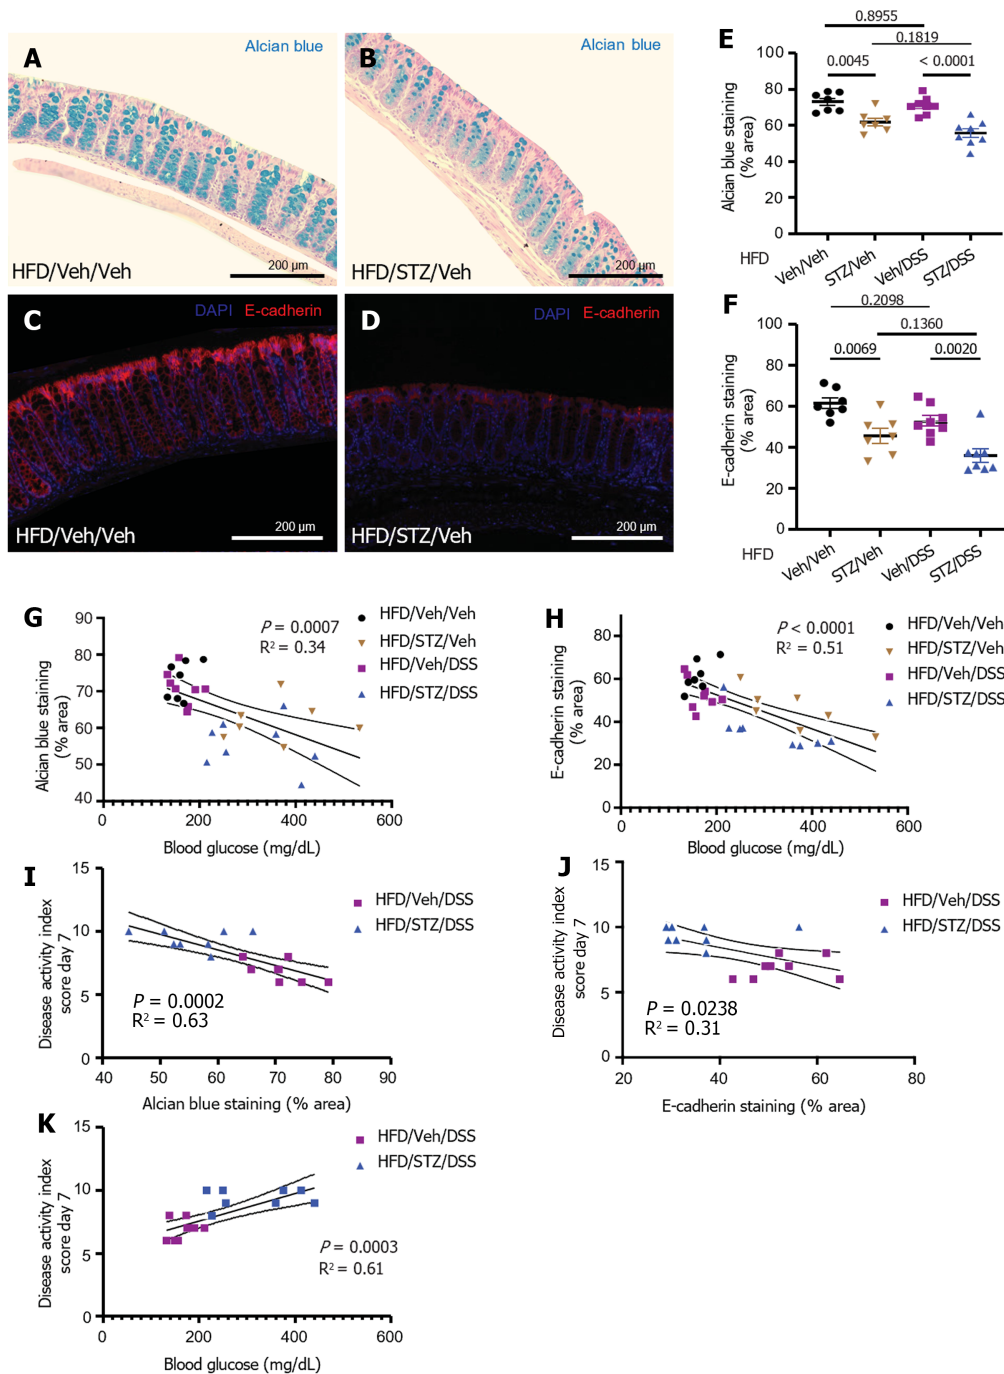 A
Alcian blue
HFD/Veh/Veh
200 µm
B
Alcian blue
HFD/STZ/Veh
200 µm
C
DAPI E-cadherin
HFD/Veh/Veh
200 µm
D
DAPI E-cadherin
HFD/STZ/Veh
200 µm
E
0.8955
0.1819
0.0045
< 0.0001
Alcian blue staining
(% area)
100
80
60
40
20
0
HFD
Veh/Veh
STZ/Veh
Veh/DSS
STZ/DSS
F
0.2098
0.1360
0.0069
0.0020
E-cadherin staining
(% area)
100
80
60
40
20
0
HFD
Veh/Veh
STZ/Veh
Veh/DSS
STZ/DSS
G
Alcian blue staining
(% area)
90
80
70
60
50
40
0
200
400
600
Blood glucose (mg/dL)
P = 0.0007
R² = 0.34
HFD/Veh/Veh
HFD/STZ/Veh
HFD/Veh/DSS
HFD/STZ/DSS
H
E-cadherin staining
(% area)
80
60
40
20
0
0
200
400
600
Blood glucose (mg/dL)
P < 0.0001
R² = 0.51
HFD/Veh/Veh
HFD/STZ/Veh
HFD/Veh/DSS
HFD/STZ/DSS
I
Disease activity index
score day 7
15
10
5
0
40
50
60
70
80
90
Alcian blue staining (% area)
P = 0.0002
R² = 0.63
HFD/Veh/DSS
HFD/STZ/DSS
J
Disease activity index
score day 7
15
10
5
0
20
40
60
80
E-cadherin staining (% area)
P = 0.0238
R² = 0.31
HFD/Veh/DSS
HFD/STZ/DSS
K
Disease activity index
score day 7
15
10
5
0
0
200
400
600
Blood glucose (mg/dL)
P = 0.0003
R² = 0.61
HFD/Veh/DSS
HFD/STZ/DSS